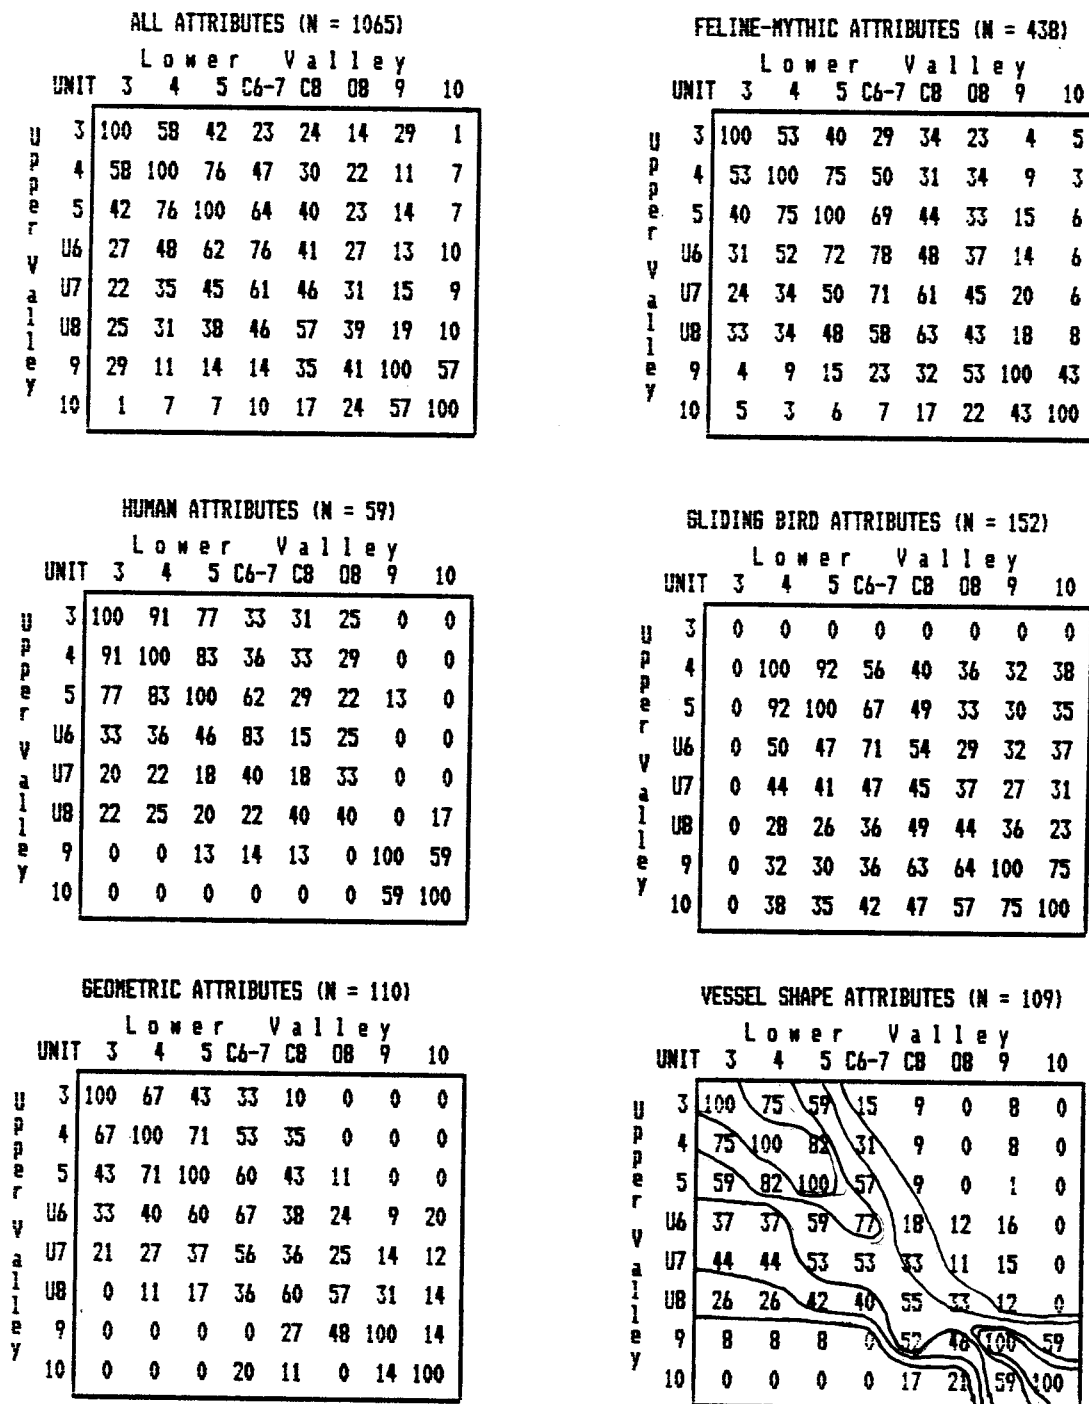 ALL ATTRIBUTES (N = 1065)
Lower Valley
UNIT 3 4 5 C6-7 C8 O8 9 10
Upper Valley
3 100 58 42 23 24 14 29 1
4 58 100 76 47 30 22 11 7
5 42 76 100 64 40 23 14 7
U6 27 48 62 76 41 27 13 10
U7 22 35 45 61 46 31 15 9
U8 25 31 38 46 57 39 19 10
9 29 11 14 14 35 41 100 57
10 1 7 7 10 17 24 57 100
FELINE-MYTHIC ATTRIBUTES (N = 438)
Lower Valley
UNIT 3 4 5 C6-7 C8 O8 9 10
Upper Valley
3 100 53 40 29 34 23 4 5
4 53 100 75 50 31 34 9 3
5 40 75 100 69 44 33 15 6
U6 31 52 72 78 48 37 14 6
U7 24 34 50 71 61 45 20 6
U8 33 34 48 58 63 43 18 8
9 4 9 15 23 32 53 100 43
10 5 3 6 7 17 22 43 100
HUMAN ATTRIBUTES (N = 59)
Lower Valley
UNIT 3 4 5 C6-7 C8 O8 9 10
Upper Valley
3 100 91 77 33 31 25 0 0
4 91 100 83 36 33 29 0 0
5 77 83 100 62 29 22 13 0
U6 33 36 46 83 15 25 0 0
U7 20 22 18 40 18 33 0 0
U8 22 25 20 22 40 40 0 17
9 0 0 13 14 13 0 100 59
10 0 0 0 0 0 0 59 100
GLIDING BIRD ATTRIBUTES (N = 152)
Lower Valley
UNIT 3 4 5 C6-7 C8 O8 9 10
Upper Valley
3 0 0 0 0 0 0 0 0
4 0 100 92 56 40 36 32 38
5 0 92 100 67 49 33 30 35
U6 0 50 47 71 54 29 32 37
U7 0 44 41 47 45 37 27 31
U8 0 28 26 36 49 44 36 23
9 0 32 30 36 63 64 100 75
10 0 38 35 42 47 57 75 100
GEOMETRIC ATTRIBUTES (N = 110)
Lower Valley
UNIT 3 4 5 C6-7 C8 O8 9 10
Upper Valley
3 100 67 43 33 10 0 0 0
4 67 100 71 53 35 0 0 0
5 43 71 100 60 43 11 0 0
U6 33 40 60 67 38 24 9 20
U7 21 27 37 56 36 25 14 12
U8 0 11 17 36 60 57 31 14
9 0 0 0 0 27 48 100 14
10 0 0 0 20 11 0 14 100
VESSEL SHAPE ATTRIBUTES (N = 109)
Lower Valley
UNIT 3 4 5 C6-7 C8 O8 9 10
Upper Valley
3 100 75 59 15 9 0 8 0
4 75 100 82 31 9 0 8 0
5 59 82 100 57 9 0 1 0
U6 37 37 59 77 18 12 16 0
U7 44 44 53 53 33 11 15 0
U8 26 26 42 40 55 33 12 0
9 8 8 8 0 52 46 100 59
10 0 0 0 0 17 21 59 100